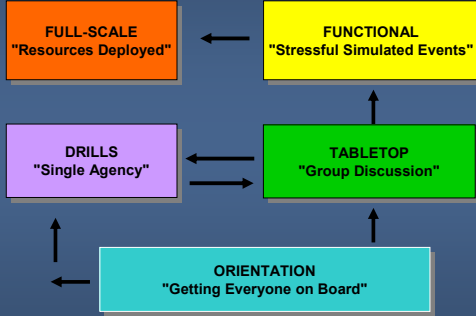 FULL-SCALE
"Resources Deployed"
FUNCTIONAL
"Stressful Simulated Events"
DRILLS
"Single Agency"
TABLETOP
"Group Discussion"
ORIENTATION
"Getting Everyone on Board"